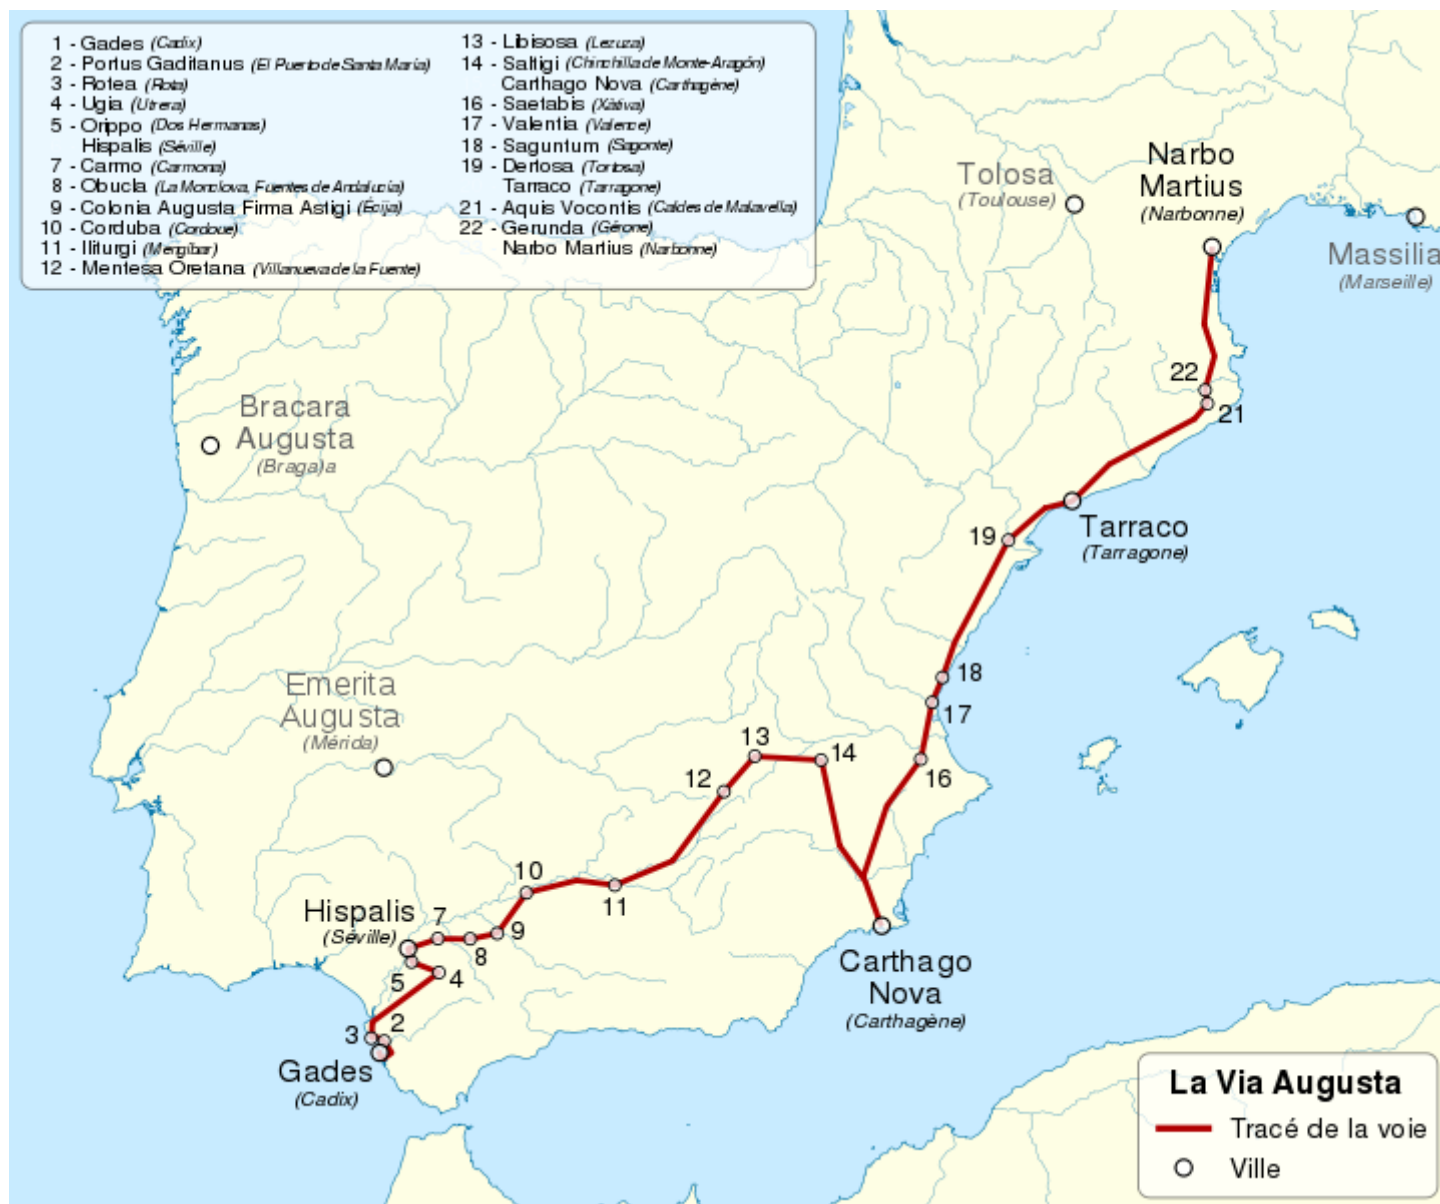 1 - Gades (Cadix)
2 - Portus Gaditanus (El Puerto de Santa María)
3 - Rotea (Rota)
4 - Ugia (Utrera)
5 - Orippo (Dos Hermanas)
Hispalis (Séville)
7 - Carmo (Carmona)
8 - Obucla (La Monclova, Fuentes de Andalucía)
9 - Colonia Augusta Firma Astigi (Écija)
10 - Corduba (Cordoue)
11 - Iliturgi (Mengíbar)
12 - Mentesa Oretana (Villanueva de la Fuente)
13 - Libisosa (Lezuza)
14 - Saltigi (Chinchilla de Monte-Aragón)
Carthago Nova (Carthagène)
16 - Saetabis (Xàtiva)
17 - Valentia (Valence)
18 - Saguntum (Sagonte)
19 - Dertosa (Tortosa)
Tarraco (Tarragone)
21 - Aquis Vocontis (Caldes de Malavella)
22 - Gerunda (Gérone)
Narbo Martius (Narbonne)
Narbo
Martius
(Narbonne)
Tolosa
(Toulouse)
Massilia
(Marseille)
22
21
Bracara
Augusta
(Braga)a
Tarraco
(Tarragone)
19
18
17
Emerita
Augusta
(Mérida)
13
14
12
16
10
11
Hispalis
(Séville)
7
9
8
5
4
Carthago
Nova
(Carthagène)
3
2
Gades
(Cadix)
La Via Augusta
Tracé de la voie
Ville